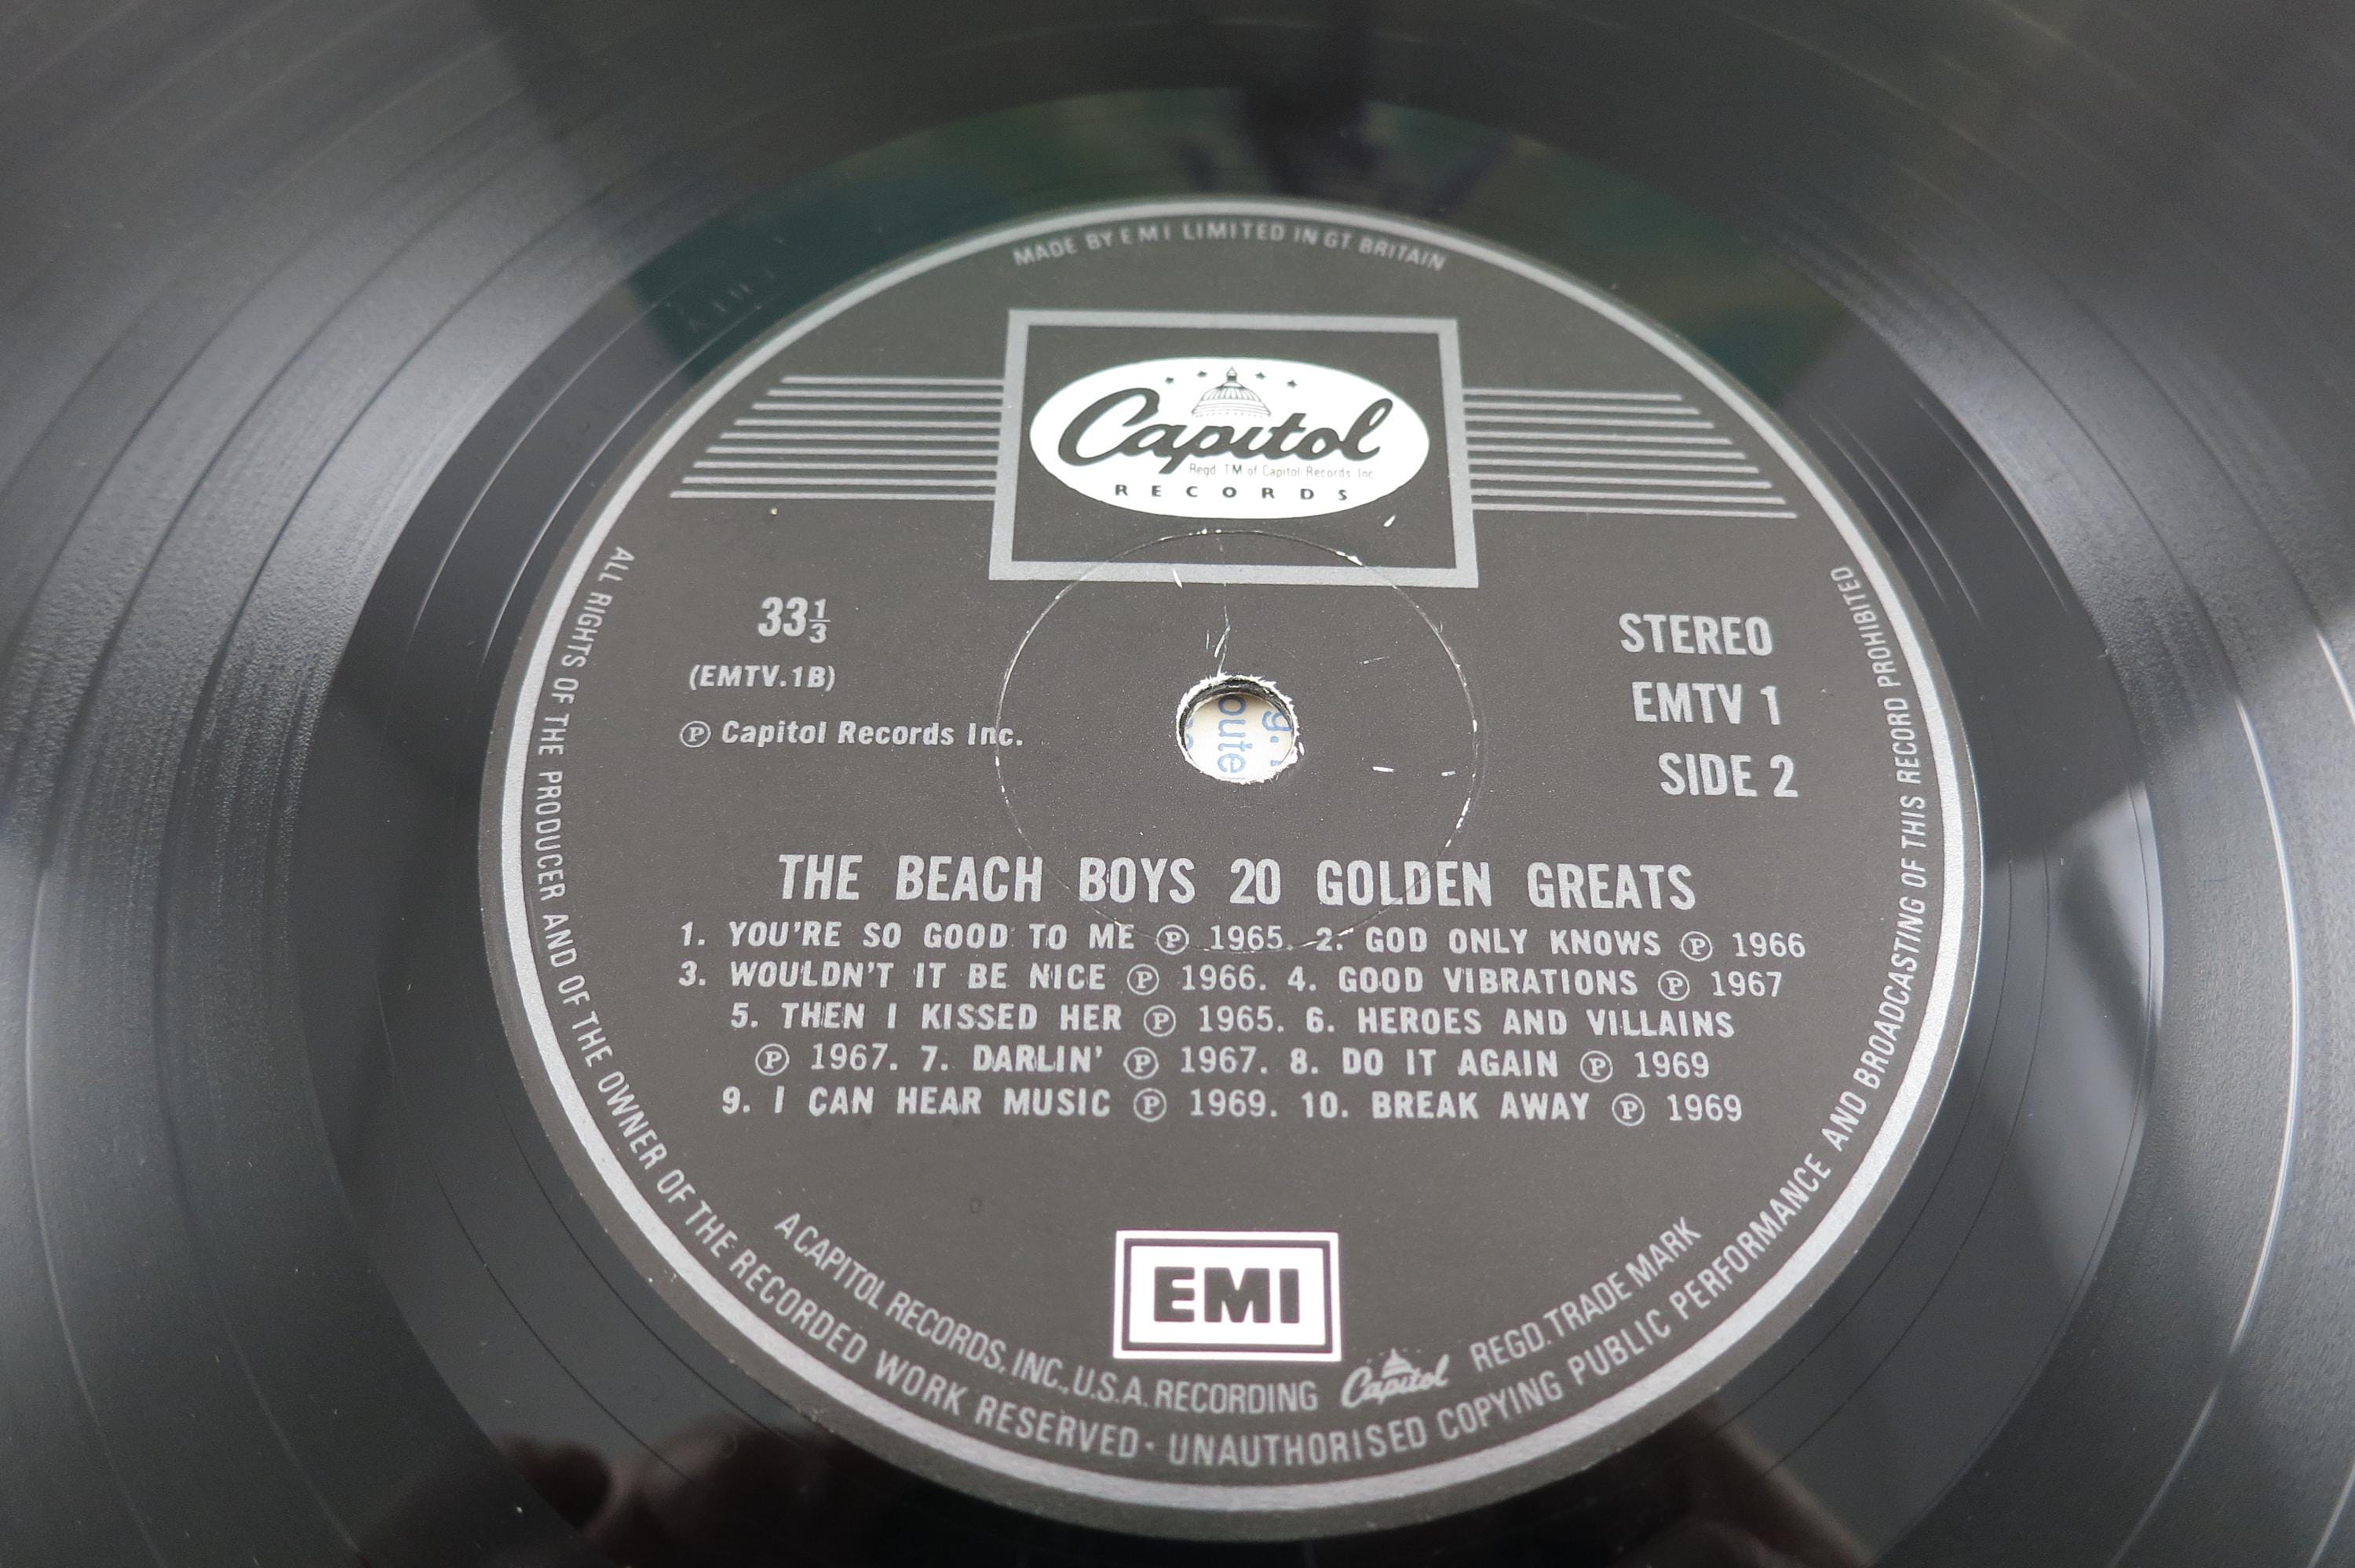 MADE BY EMI LIMITED IN GT BRITAIN
Capitol
Regd TM of Capitol Records Inc
RECORDS
33⅓
(EMTV.1B)
Ⓟ Capitol Records Inc.
STEREO
EMTV 1
SIDE 2
oute
THE BEACH BOYS 20 GOLDEN GREATS
1. YOU'RE SO GOOD TO ME Ⓟ 1965. 2. GOD ONLY KNOWS Ⓟ 1966
3. WOULDN'T IT BE NICE Ⓟ 1966. 4. GOOD VIBRATIONS Ⓟ 1967
5. THEN I KISSED HER Ⓟ 1965. 6. HEROES AND VILLAINS
Ⓟ 1967. 7. DARLIN' Ⓟ 1967. 8. DO IT AGAIN Ⓟ 1969
9. I CAN HEAR MUSIC Ⓟ 1969. 10. BREAK AWAY Ⓟ 1969
EMI
A CAPITOL RECORDS, INC., U.S.A. RECORDING Capitol REGD. TRADE MARK
ALL RIGHTS OF THE PRODUCER AND OF THE OWNER OF THE RECORDED WORK RESERVED · UNAUTHORISED COPYING PUBLIC PERFORMANCE AND BROADCASTING OF THIS RECORD PROHIBITED